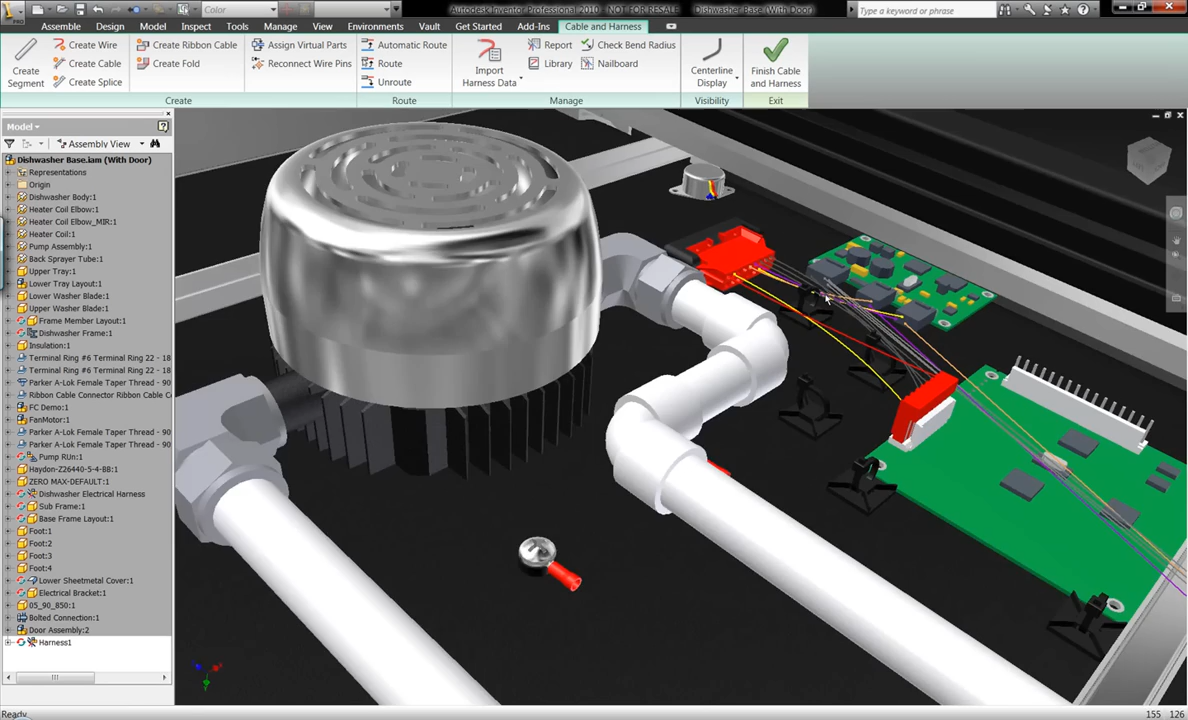 Autodesk Inventor Professional 2010 - NOT FOR RESALE - Dishwasher Base (With Door)
Type a keyword or phrase
PRO
Color
Assembly Design Model Inspect Tools Manage View Environments Vault Get Started Add-Ins Cable and Harness
Create Segment
Create Wire
Create Cable
Create Splice
Create Ribbon Cable
Create Fold
Assign Virtual Parts
Reconnect Wire Pins
Automatic Route
Route
Unroute
Import Harness Data
Report
Library
Check Bend Radius
Nailboard
Centerline Display
Finish Cable and Harness
Create Route Manage Visibility Exit
Model
Assembly View
Dishwasher Base.iam (With Door)
Representations
Origin
Dishwasher Body:1
Heater Coil Elbow:1
Heater Coil Elbow_MIR:1
Heater Coil:1
Pump Assembly:1
Back Sprayer Tube:1
Upper Tray:1
Lower Tray Layout:1
Lower Washer Blade:1
Upper Washer Blade:1
Frame Member Layout:1
Dishwasher Frame:1
Insulation:1
Terminal Ring #6 Terminal Ring 22 - 18
Terminal Ring #6 Terminal Ring 22 - 18
Parker A-Lok Female Taper Thread - 90
Ribbon Cable Connector Ribbon Cable C
FC Demo:1
FanMotor:1
Parker A-Lok Female Taper Thread - 90
Parker A-Lok Female Taper Thread - 90
Pump RUn:1
Haydon-Z26440-5-4-BB:1
ZERO MAX-DEFAULT:1
Dishwasher Electrical Harness
Sub Frame:1
Base Frame Layout:1
Foot:1
Foot:2
Foot:3
Foot:4
Lower Sheetmetal Cover:1
Electrical Bracket:1
05_90_850:1
Bolted Connection:1
Door Assembly:2
Harness1
Ready
155 126